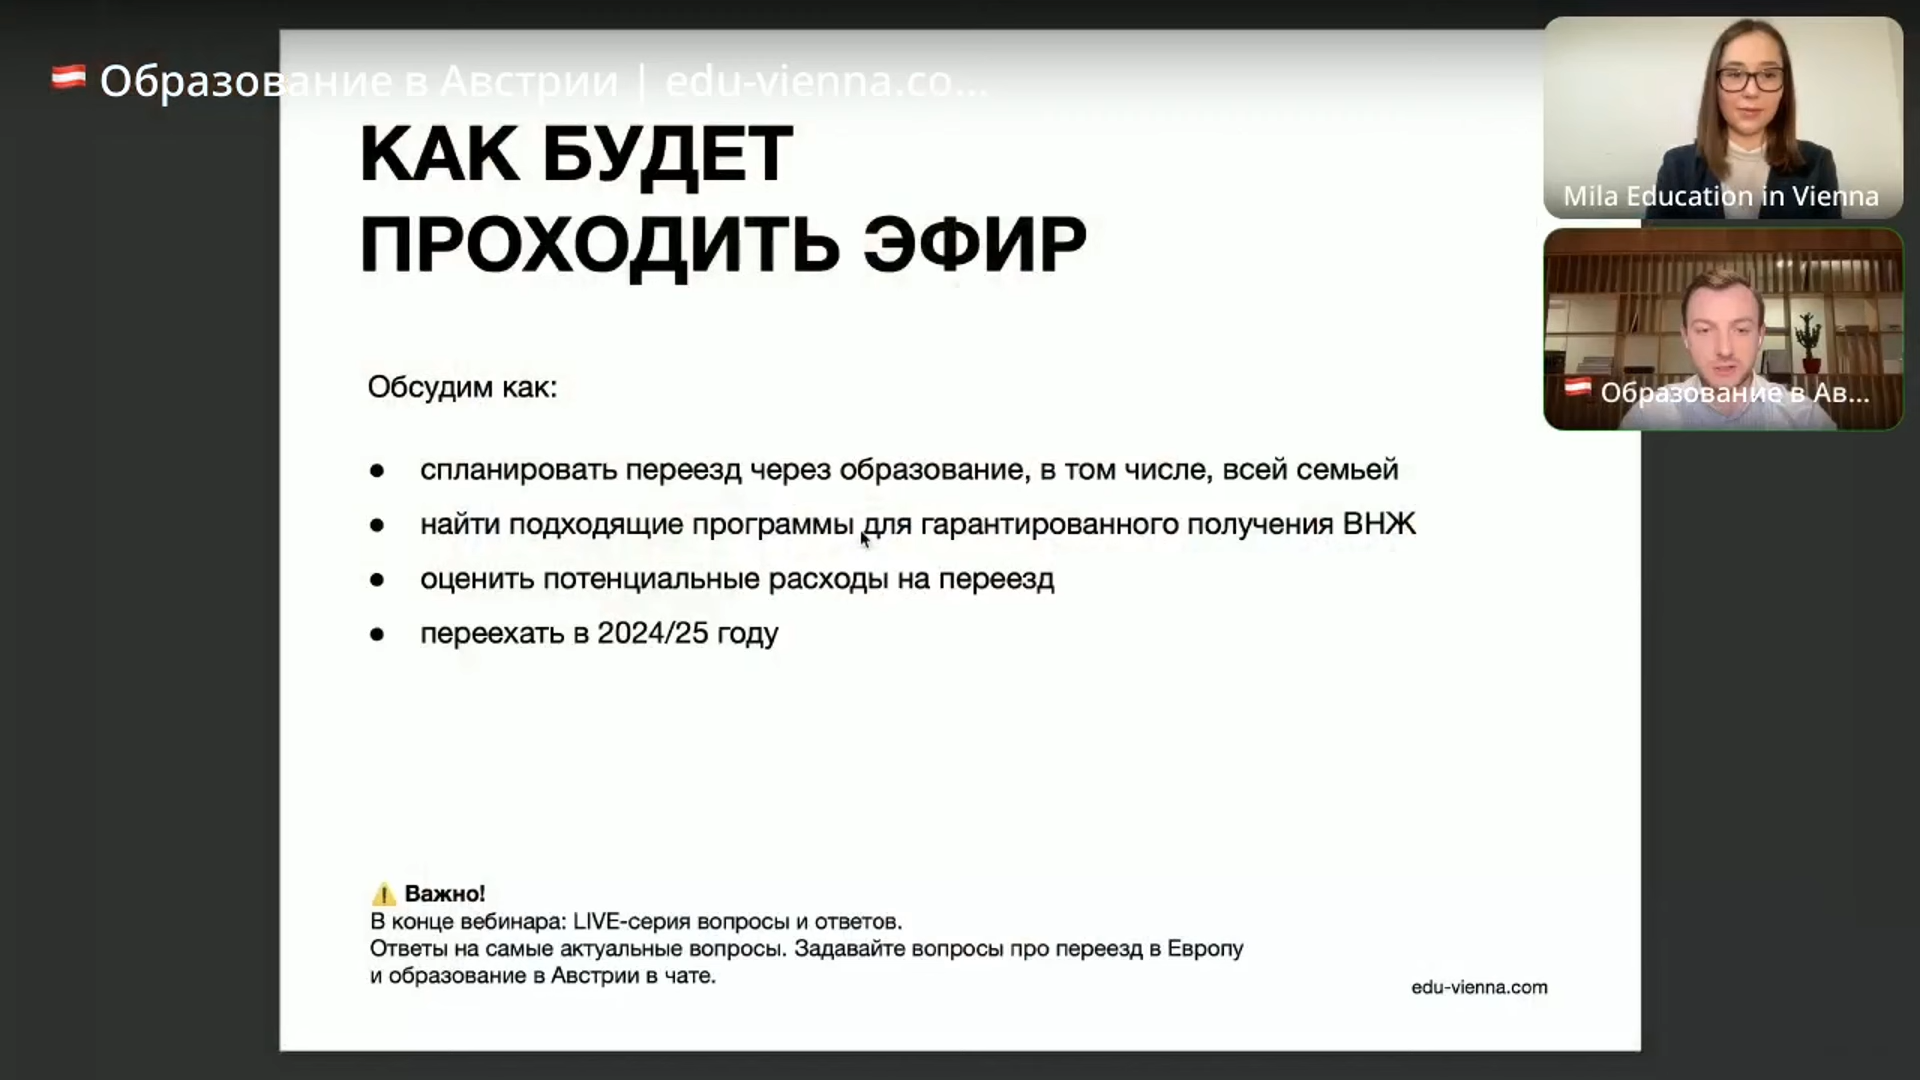 Образование в Австрии | edu-vienna.co...
КАК БУДЕТ
ПРОХОДИТЬ ЭФИР
Обсудим как:
● спланировать переезд через образование, в том числе, всей семьей
● найти подходящие программы для гарантированного получения ВНЖ
● оценить потенциальные расходы на переезд
● переехать в 2024/25 году
⚠️ Важно!
В конце вебинара: LIVE-серия вопросы и ответов.
Ответы на самые актуальные вопросы. Задавайте вопросы про переезд в Европу
и образование в Австрии в чате.
edu-vienna.com
Mila Education in Vienna
Образование в Ав...